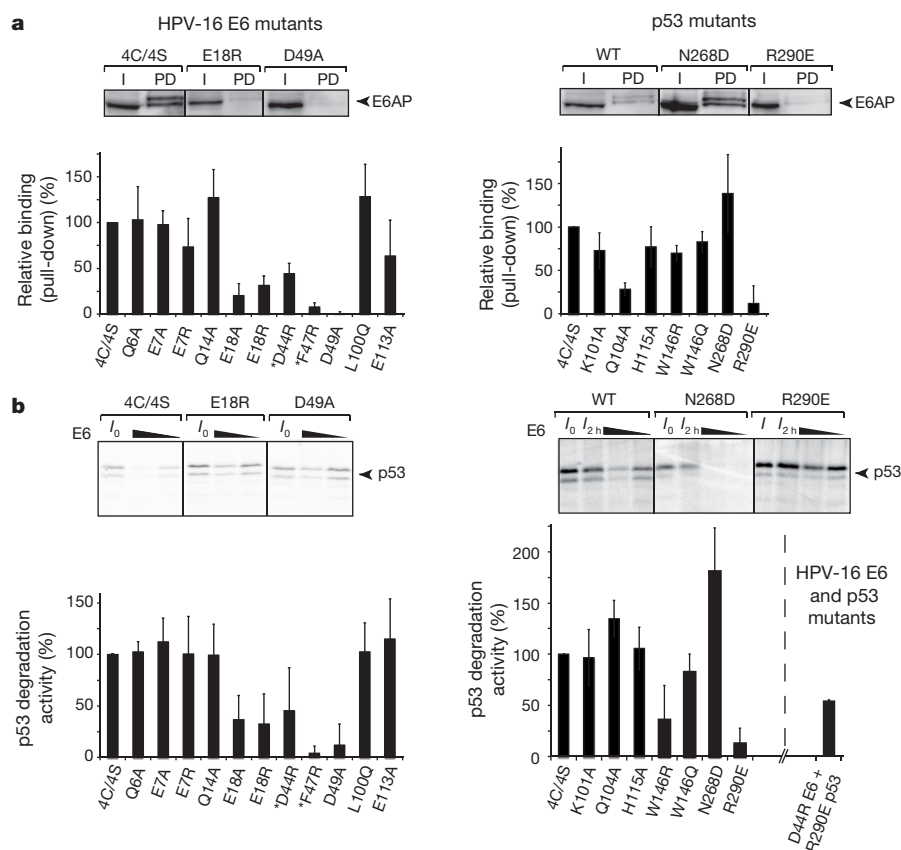 a
HPV-16 E6 mutants
4C/4S E18R D49A
I PD I PD I PD
E6AP
Relative binding
(pull-down) (%)
150
100
50
0
4C/4S Q6A E7A E7R Q14A E18A E18R *D44R *F47R D49A L100Q E113A
p53 mutants
WT N268D R290E
I PD I PD I PD
E6AP
Relative binding
(pull-down) (%)
150
100
50
0
4C/4S K101A Q104A H115A W146R W146Q N268D R290E
b
4C/4S E18R D49A
E6 I0 I0 I0
p53
p53 degradation
activity (%)
150
100
50
0
4C/4S Q6A E7A E7R Q14A E18A E18R *D44R *F47R D49A L100Q E113A
WT N268D R290E
E6 I0 I2 h I0 I2 h I I2 h
p53
p53 degradation
activity (%)
200
150
100
50
0
HPV-16 E6
and p53
mutants
4C/4S K101A Q104A H115A W146R W146Q N268D R290E
D44R E6 +
R290E p53